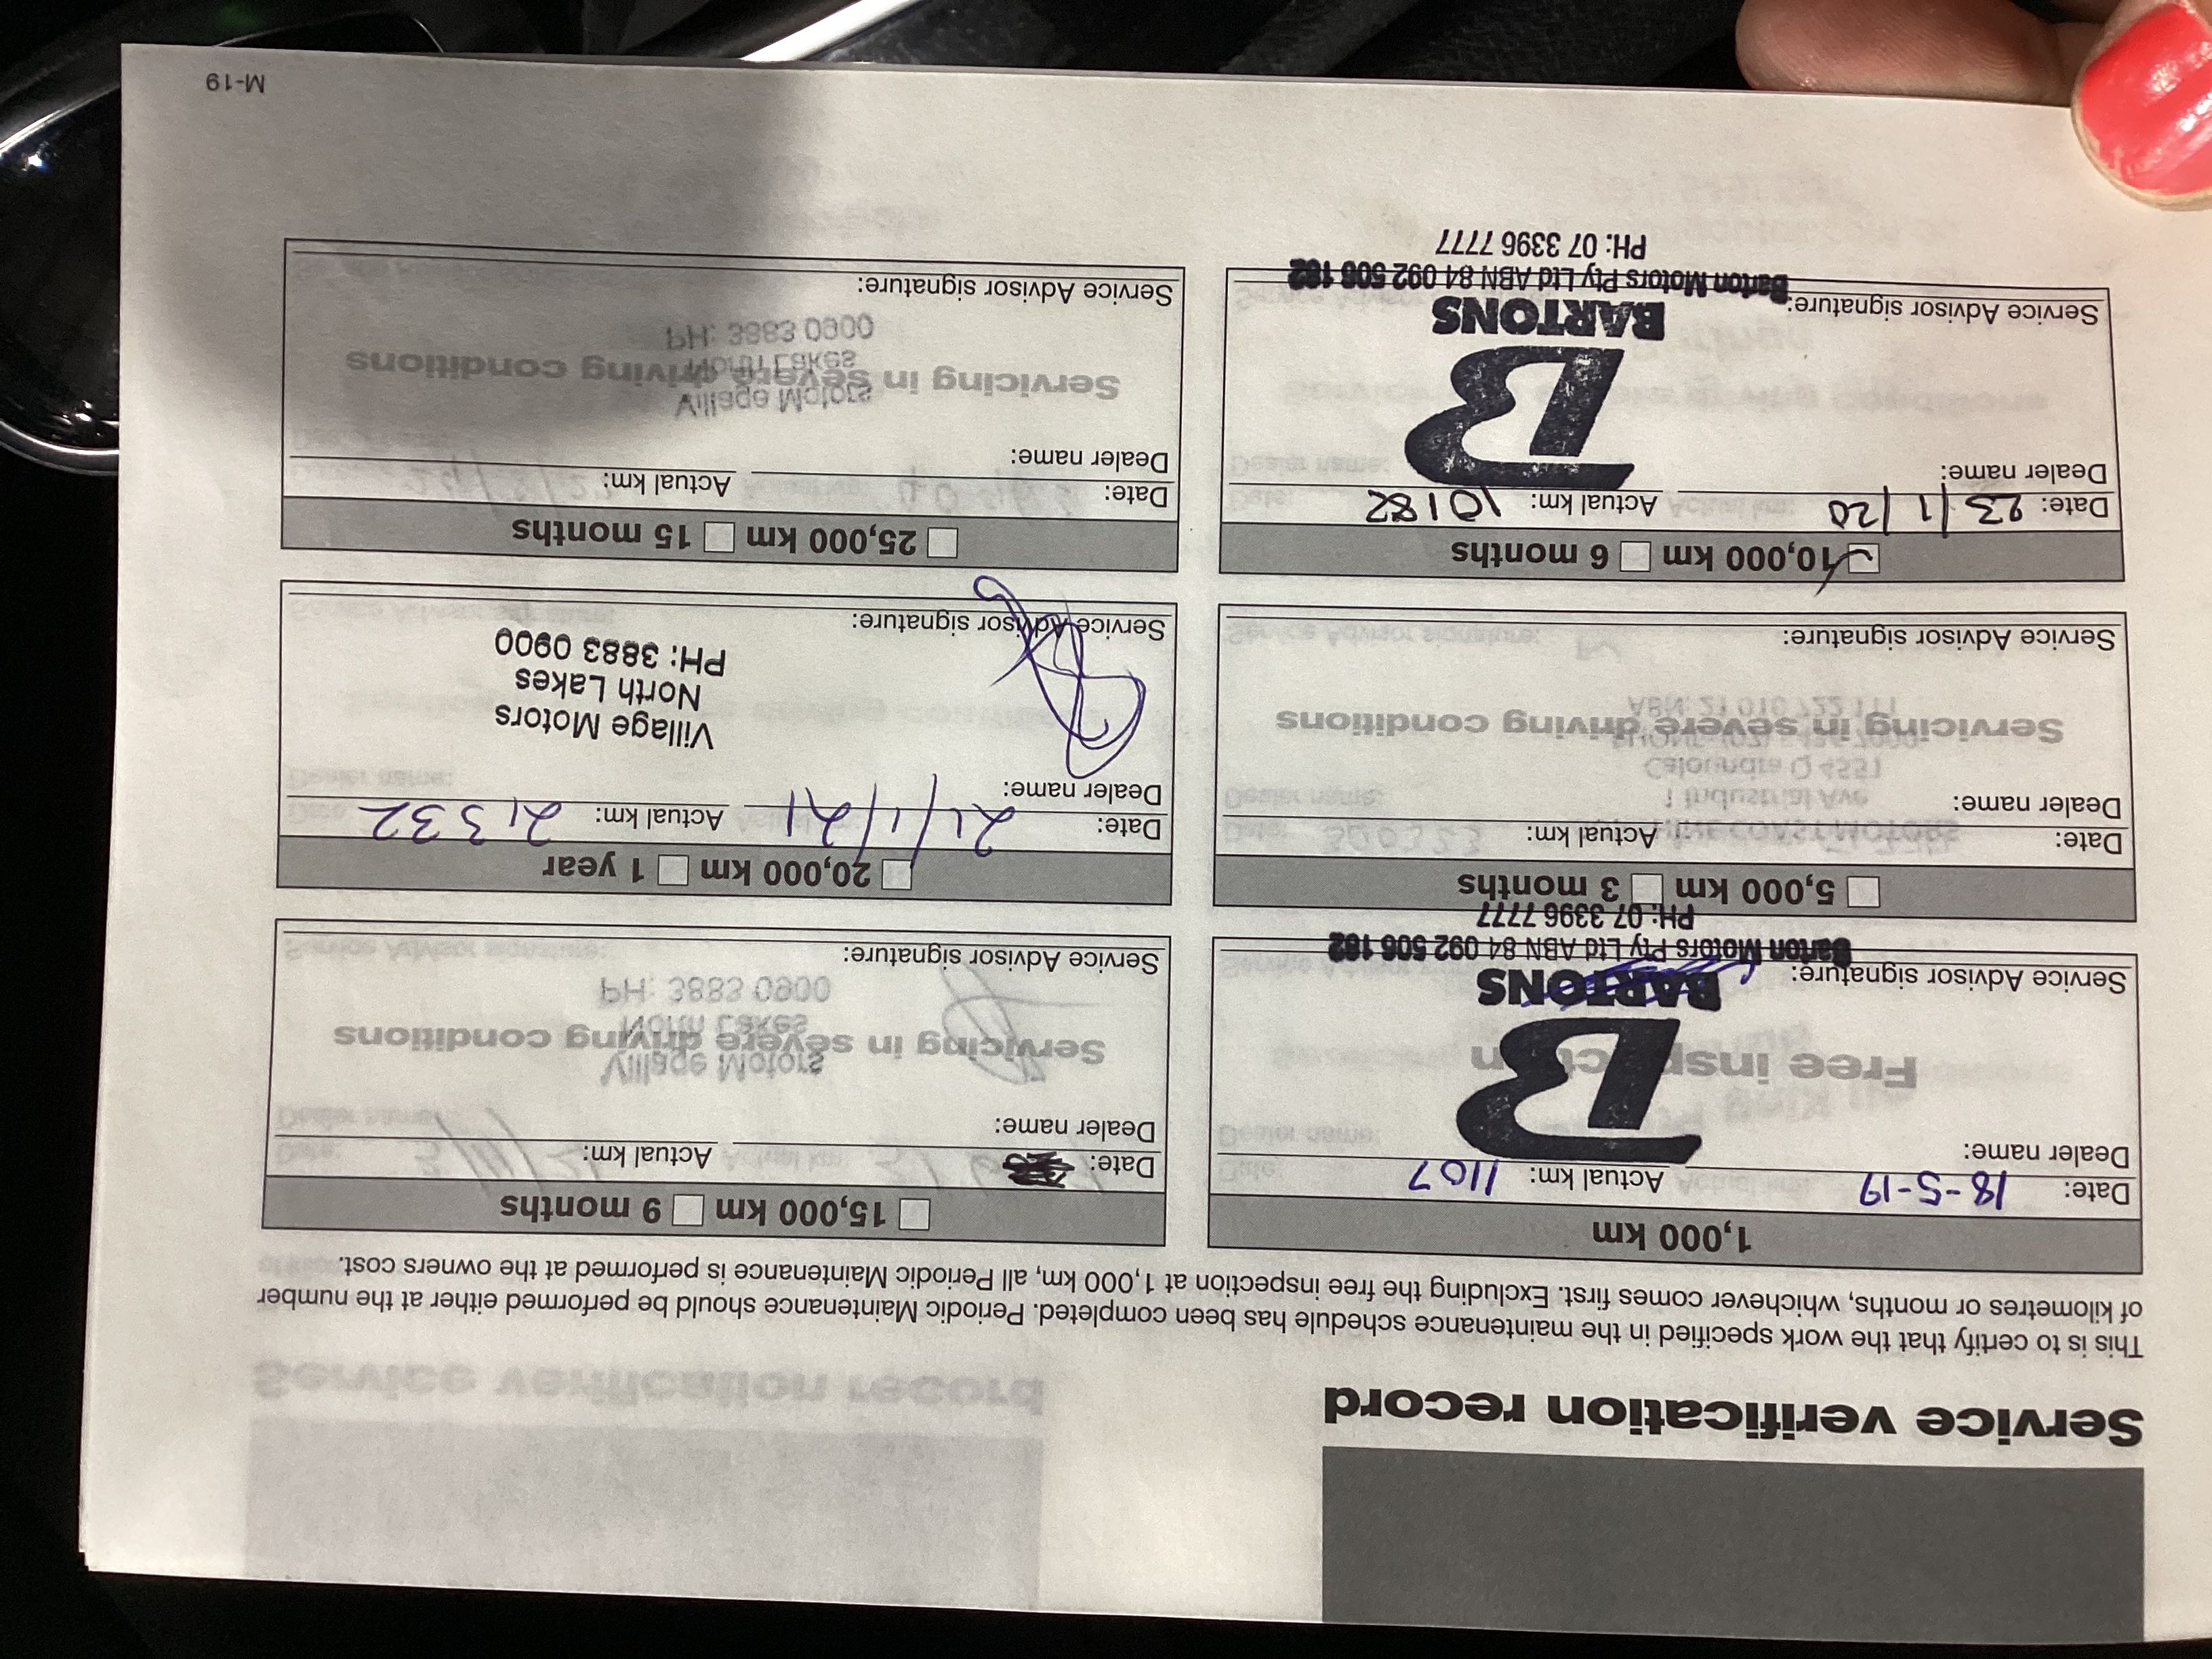 Service verification record
This is to certify that the work specified in the maintenance schedule has been completed. Periodic Maintenance should be performed either at the number
of kilometres or months, whichever comes first. Excluding the free inspection at 1,000 km, all Periodic Maintenance is performed at the owners cost.
1,000 km
Date: 18-5-19 Actual km: 1107
Dealer name:
Free inspection
B
BARTONS
Service Advisor signature:
Barton Motors Pty Ltd ABN 84 092 506 182
PH: 07 3396 7777
5,000 km 3 months
Date: Actual km:
Dealer name:
Servicing in severe driving conditions
Service Advisor signature:
10,000 km 6 months
Date: 23/1/20 Actual km: 10182
Dealer name:
B
BARTONS
Service Advisor signature:
Barton Motors Pty Ltd ABN 84 092 506 182
PH: 07 3396 7777
15,000 km 9 months
Date: Actual km:
Dealer name:
Servicing in severe driving conditions
Service Advisor signature:
20,000 km 1 year
Date: 21/1/21 Actual km: 21332
Dealer name:
Village Motors
North Lakes
PH: 3883 0900
Service Advisor signature:
25,000 km 15 months
Date: Actual km:
Dealer name:
Servicing in severe driving conditions
Service Advisor signature:
M-19